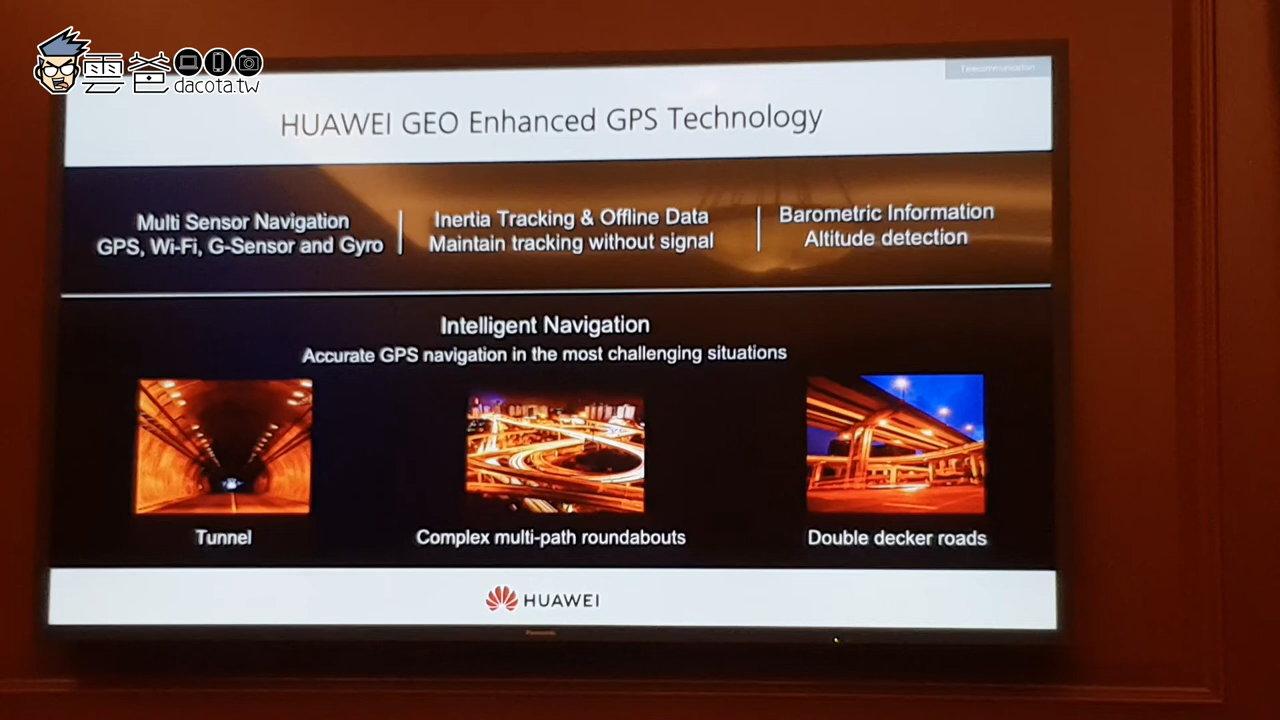 雲爸
dacota.tw
Telecommunication
HUAWEI GEO Enhanced GPS Technology
Multi Sensor Navigation
GPS, Wi-Fi, G-Sensor and Gyro
Inertia Tracking & Offline Data
Maintain tracking without signal
Barometric Information
Altitude detection
Intelligent Navigation
Accurate GPS navigation in the most challenging situations
Tunnel
Complex multi-path roundabouts
Double decker roads
HUAWEI
Panasonic